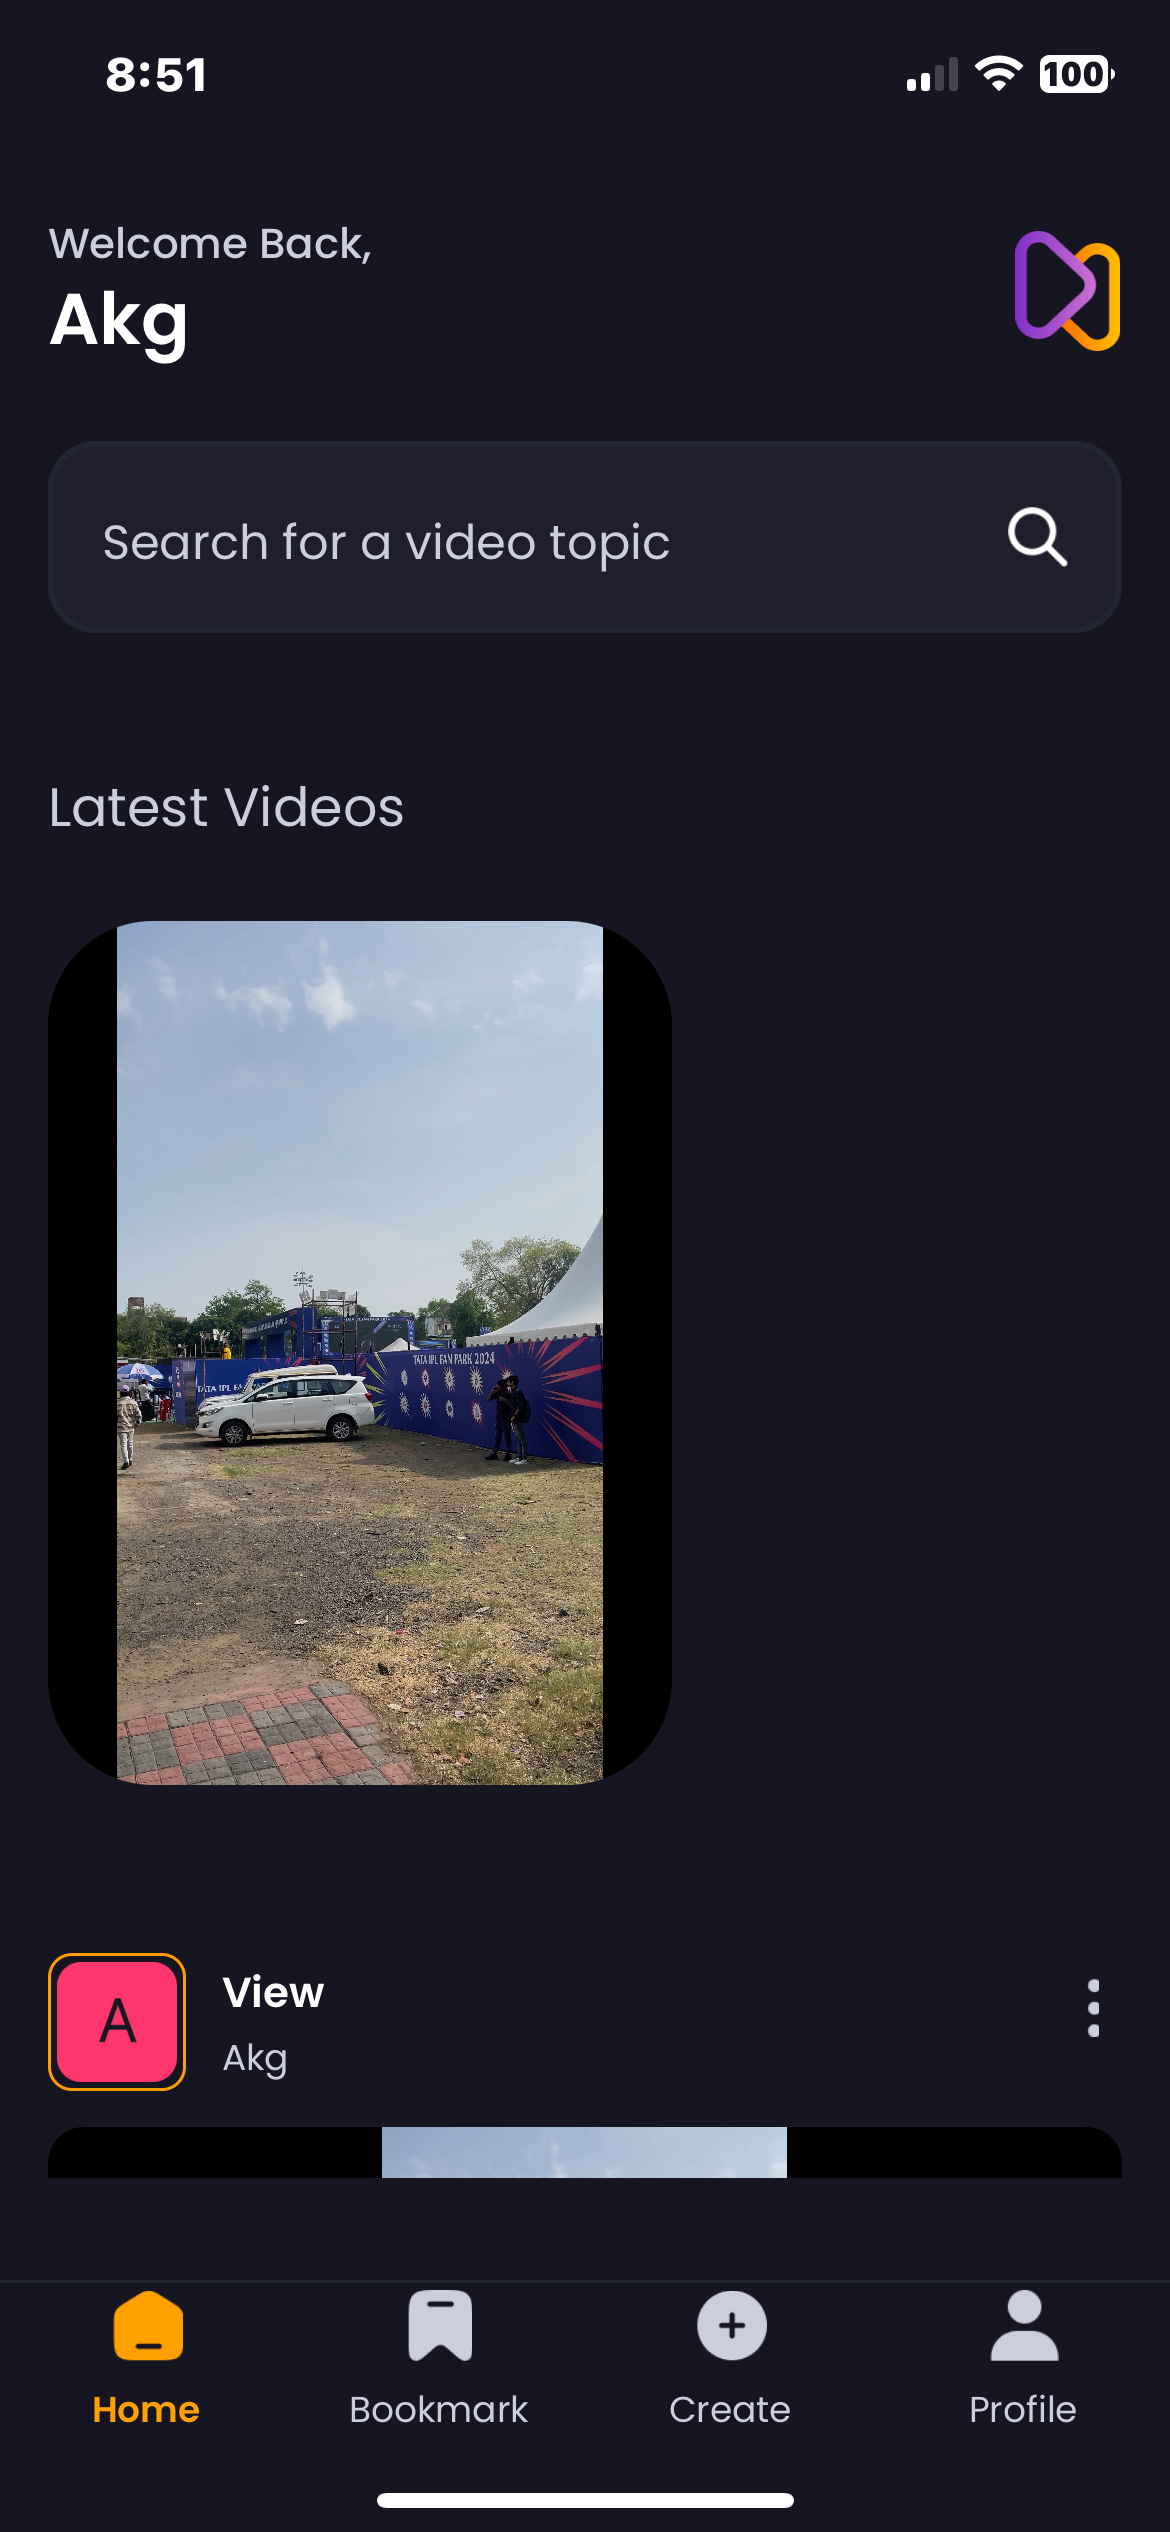 8:51
100
Welcome Back,
Akg
Search for a video topic
Latest Videos
TATA IPL FAN PARK 2024
TATA IPL FA
A
View
Akg
Home
Bookmark
Create
Profile